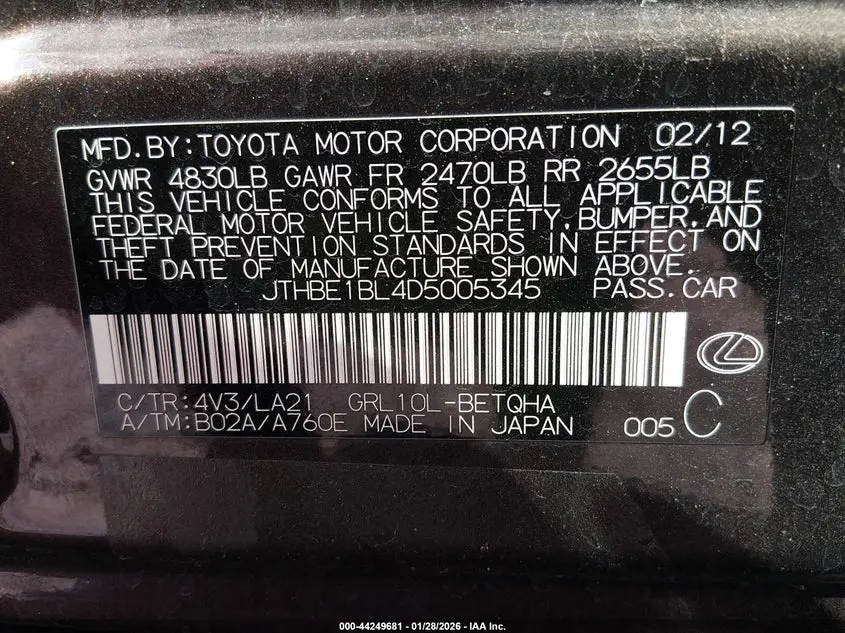 MFD.BY:TOYOTA MOTOR CORPORATION 02/12
GVWR 4830LB GAWR FR 2470LB RR 2655LB
THIS VEHICLE CONFORMS TO ALL APPLICABLE
FEDERAL MOTOR VEHICLE SAFETY,BUMPER,AND
THEFT PREVENTION STANDARDS IN EFFECT ON
THE DATE OF MANUFACTURE SHOWN ABOVE.
JTHBE1BL4D5005345 PASS.CAR
C/TR:4V3/LA21 GRL10L-BETQHA
A/TM:B02A/A760E MADE IN JAPAN 005 C
000-44249681 | 01/28/2026 - IAA Inc.